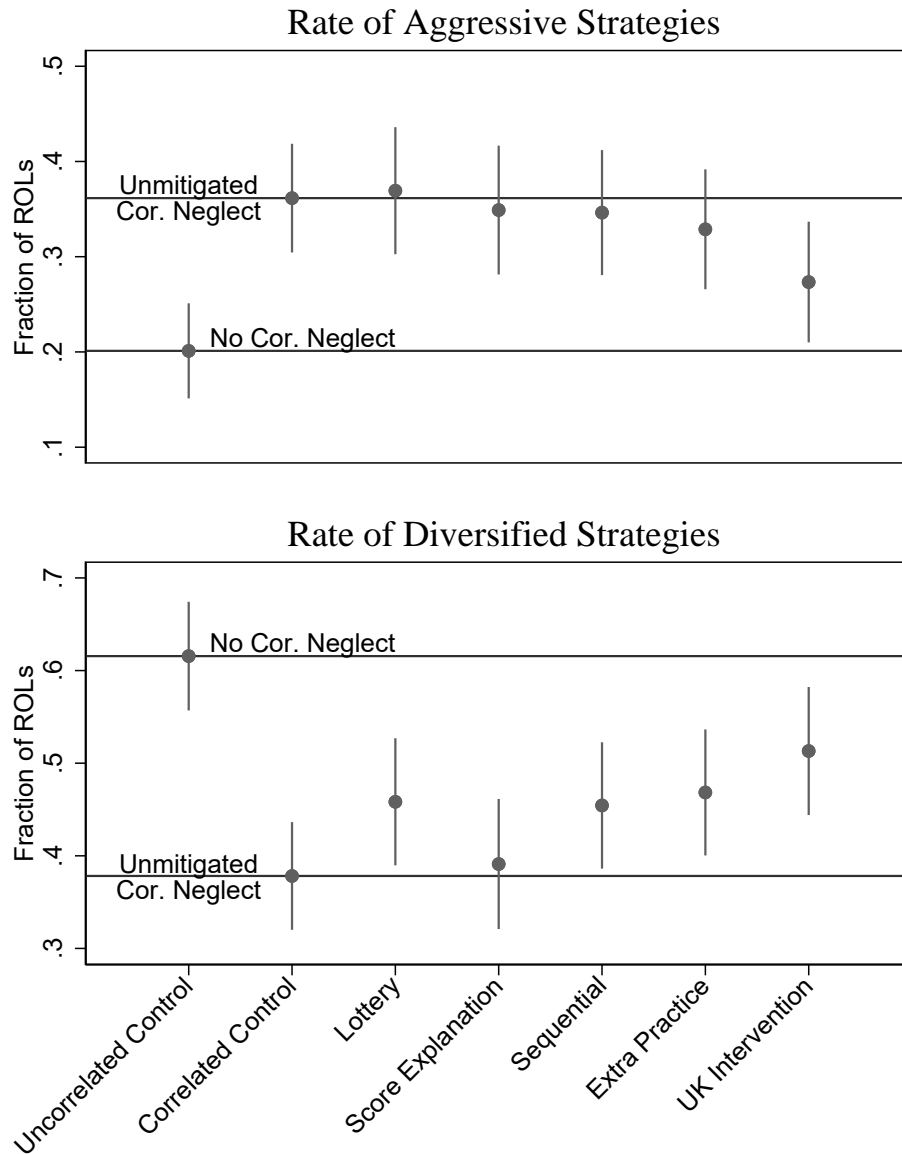 Rate of Aggressive Strategies
Fraction of ROLs
.5
.4
.3
.2
.1
Unmitigated
Cor. Neglect
No Cor. Neglect
Rate of Diversified Strategies
Fraction of ROLs
.7
.6
.5
.4
.3
No Cor. Neglect
Unmitigated
Cor. Neglect
Uncorrelated Control
Correlated Control
Lottery
Score Explanation
Sequential
Extra Practice
UK Intervention